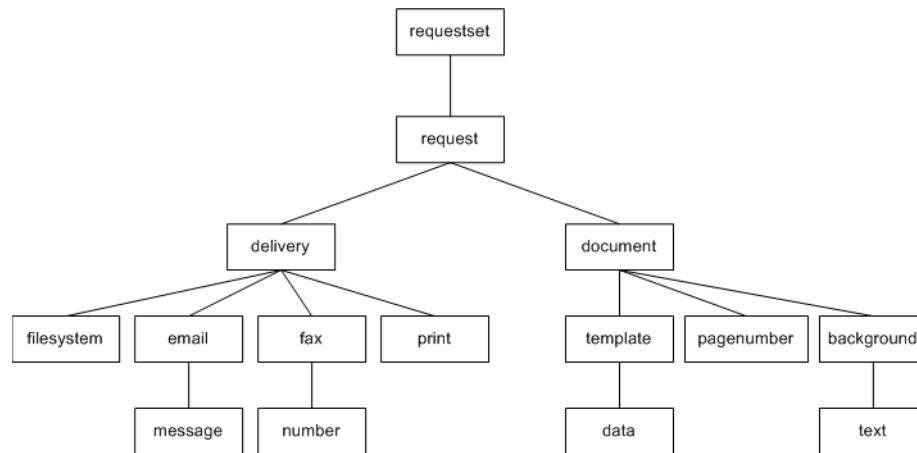 requestset
request
delivery
document
filesystem
email
fax
print
template
pagenumber
background
message
number
data
text